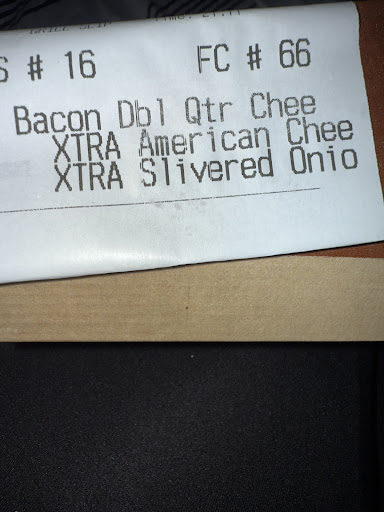 S # 16 FC # 66
Bacon Dbl Qtr Chee
XTRA American Chee
XTRA Slivered Onio